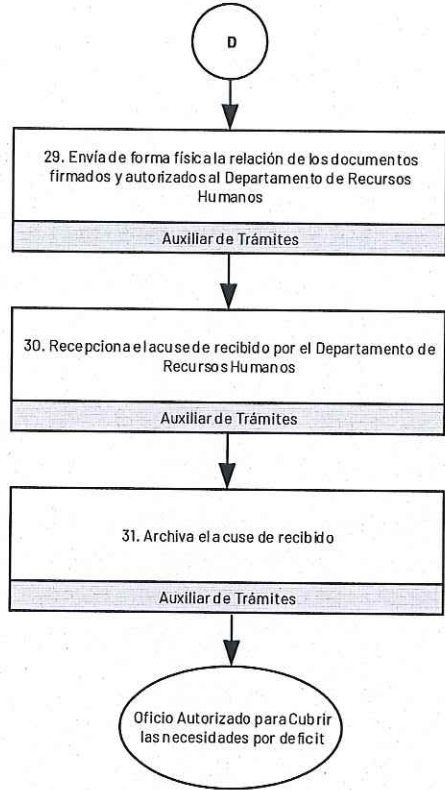 D
29. Envía de forma física la relación de los documentos
firmados y autorizados al Departamento de Recursos
Humanos
Auxiliar de Trámites
30. Recepciona el acuse de recibido por el Departamento de
Recursos Humanos
Auxiliar de Trámites
31. Archiva el acuse de recibido
Auxiliar de Trámites
Oficio Autorizado para Cubrir
las necesidades por deficit